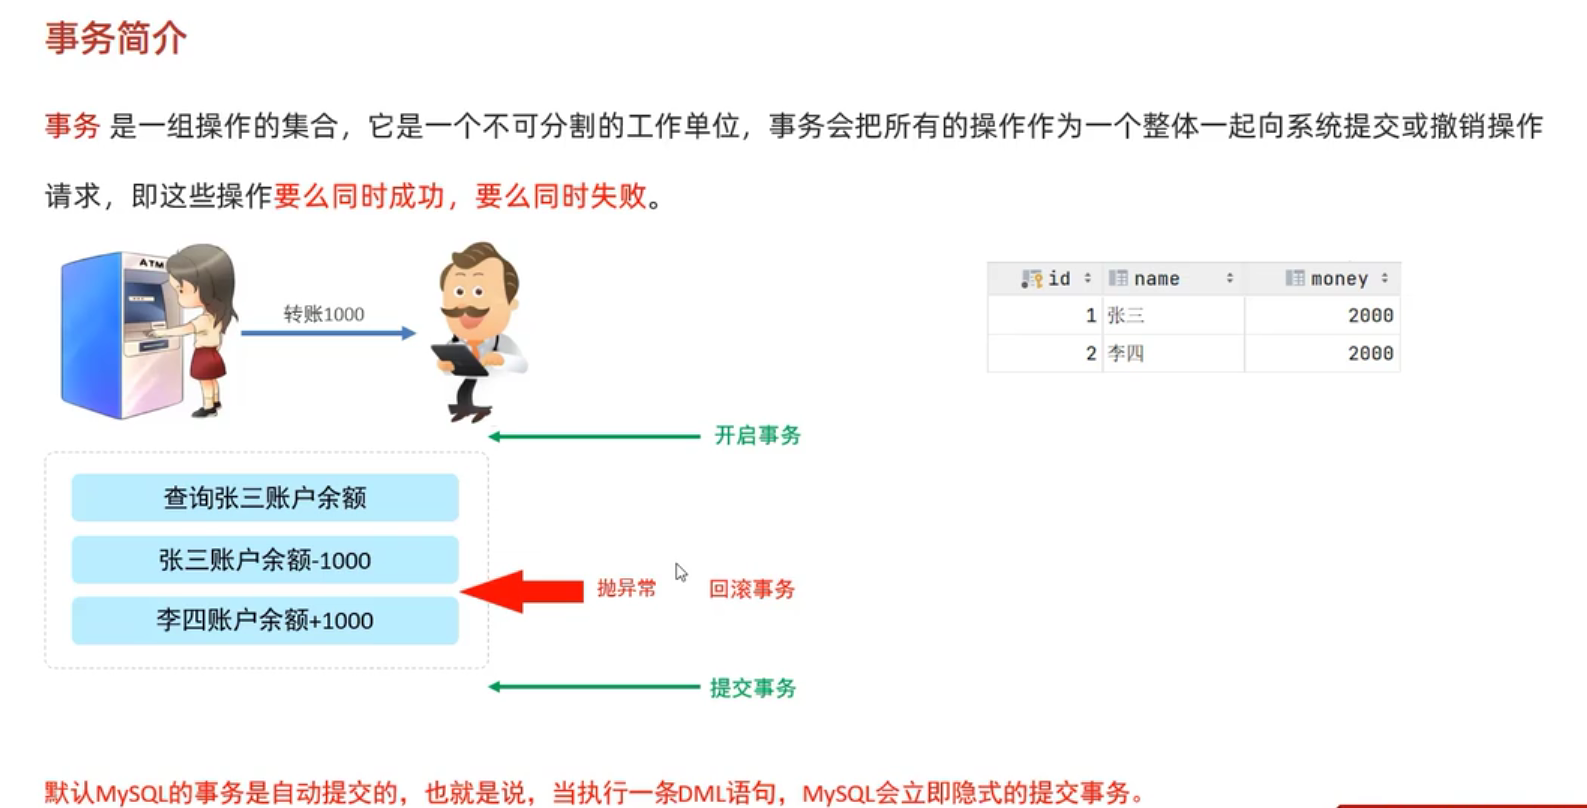 事务简介
事务 是一组操作的集合，它是一个不可分割的工作单位，事务会把所有的操作作为一个整体一起向系统提交或撤销操作
请求，即这些操作要么同时成功，要么同时失败。
ATM
转账1000
id name money
1 张三 2000
2 李四 2000
开启事务
查询张三账户余额
张三账户余额-1000
抛异常 回滚事务
李四账户余额+1000
提交事务
默认MySQL的事务是自动提交的，也就是说，当执行一条DML语句，MySQL会立即隐式的提交事务。